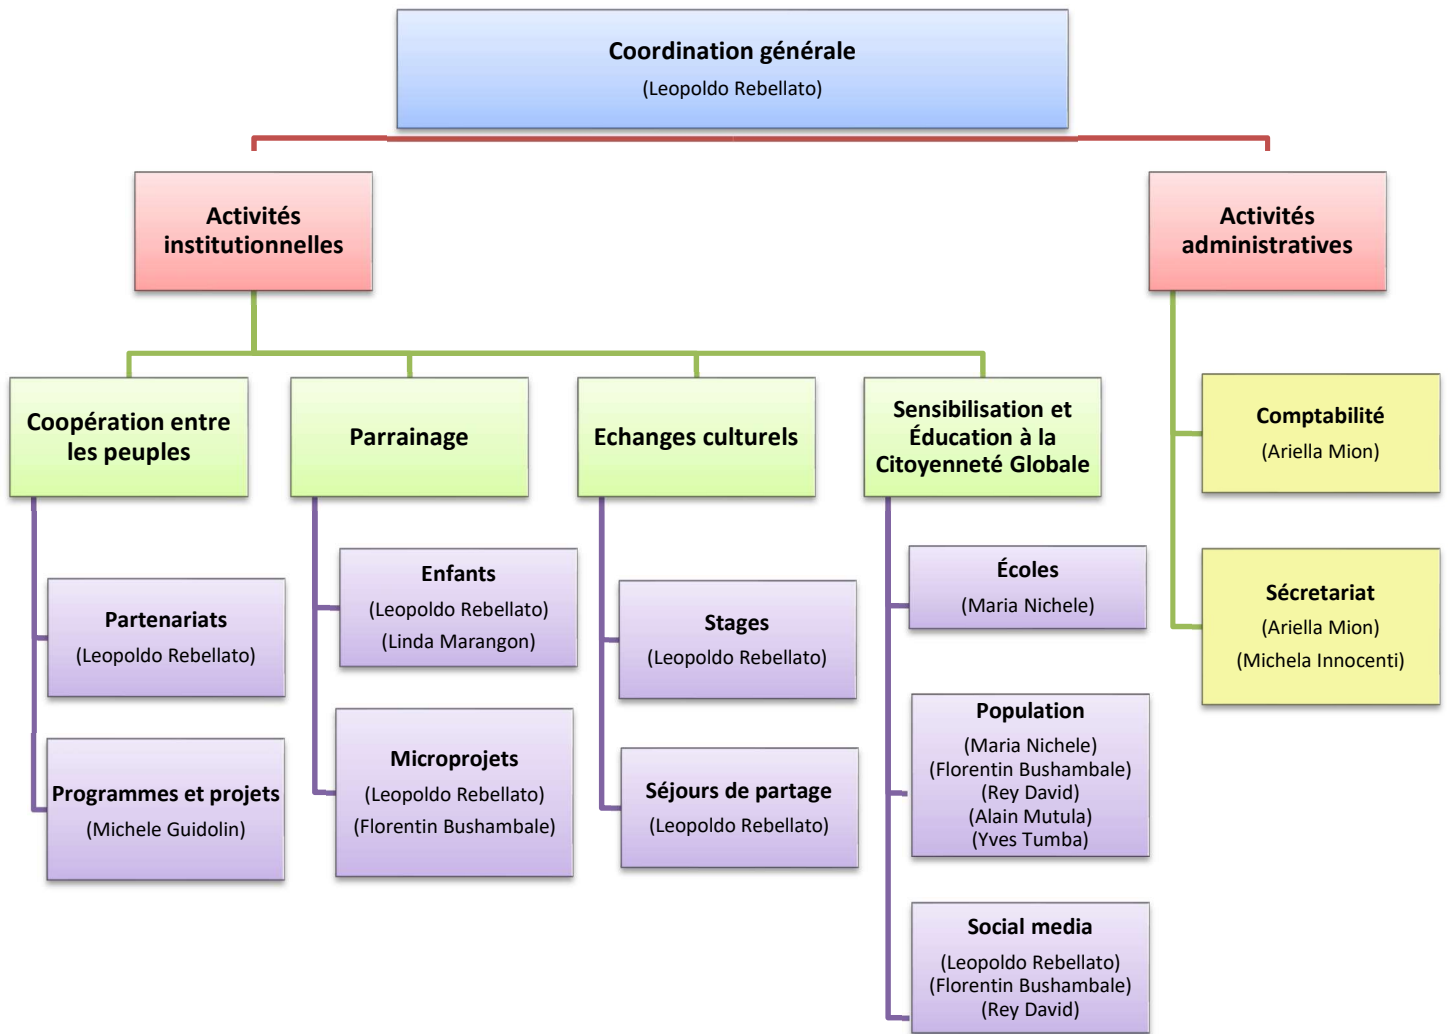 Coordination générale
(Leopoldo Rebellato)
Activités
institutionnelles
Activités
administratives
Coopération entre
les peuples
Parrainage
Echanges culturels
Sensibilisation et
Éducation à la
Citoyenneté Globale
Comptabilité
(Ariella Mion)
Partenariats
(Leopoldo Rebellato)
Programmes et projets
(Michele Guidolin)
Enfants
(Leopoldo Rebellato)
(Linda Marangon)
Microprojets
(Leopoldo Rebellato)
(Florentin Bushambale)
Stages
(Leopoldo Rebellato)
Séjours de partage
(Leopoldo Rebellato)
Écoles
(Maria Nichele)
Population
(Maria Nichele)
(Florentin Bushambale)
(Rey David)
(Alain Mutula)
(Yves Tumba)
Social media
(Leopoldo Rebellato)
(Florentin Bushambale)
(Rey David)
Sécretariat
(Ariella Mion)
(Michela Innocenti)